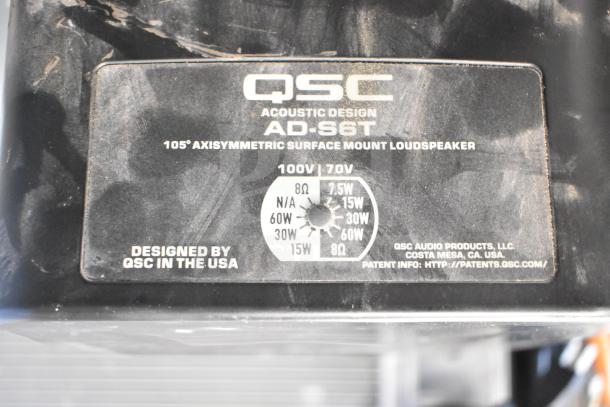 QSC
ACOUSTIC DESIGN
AD-S6T
105° AXISYMMETRIC SURFACE MOUNT LOUDSPEAKER
100V | 70V
8Ω 7.5W
N/A 15W
60W 30W
30W 60W
15W 8Ω
DESIGNED BY
QSC IN THE USA
QSC AUDIO PRODUCTS, LLC.
COSTA MESA, CA. USA.
PATENT INFO: HTTP://PATENTS.QSC.COM/